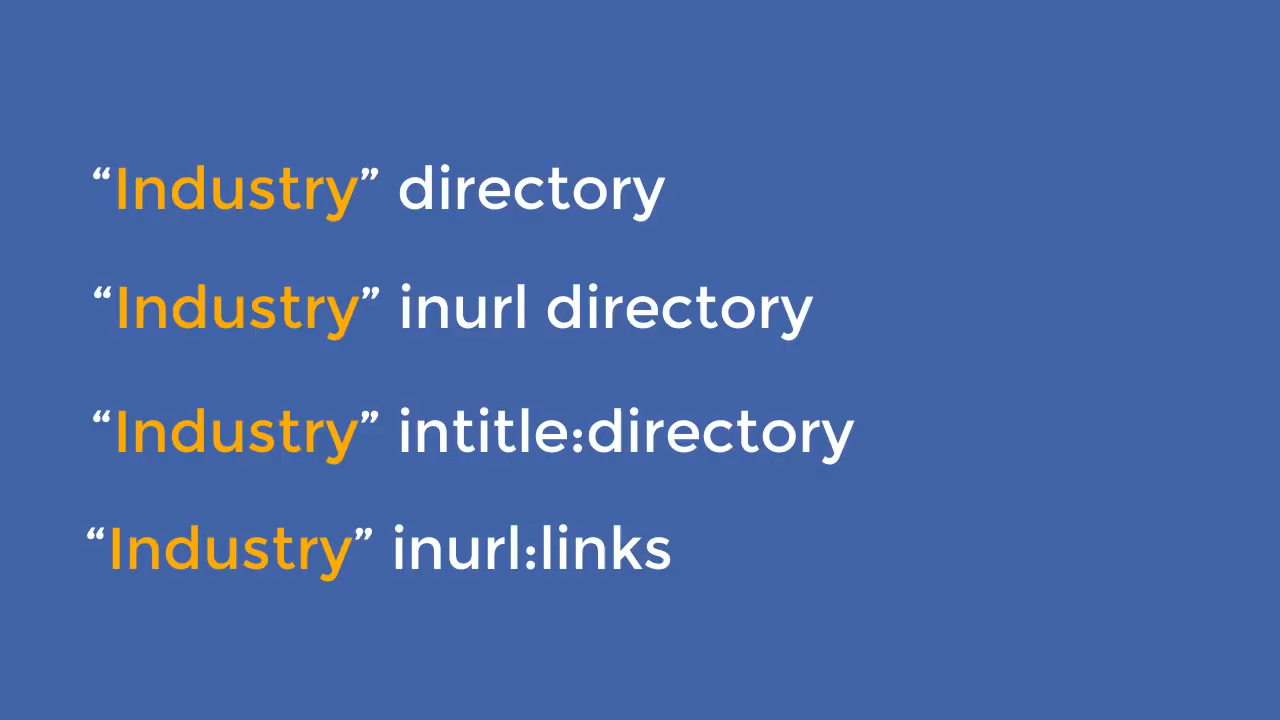 “Industry” directory
“Industry” inurl directory
“Industry” intitle:directory
“Industry” inurl:links